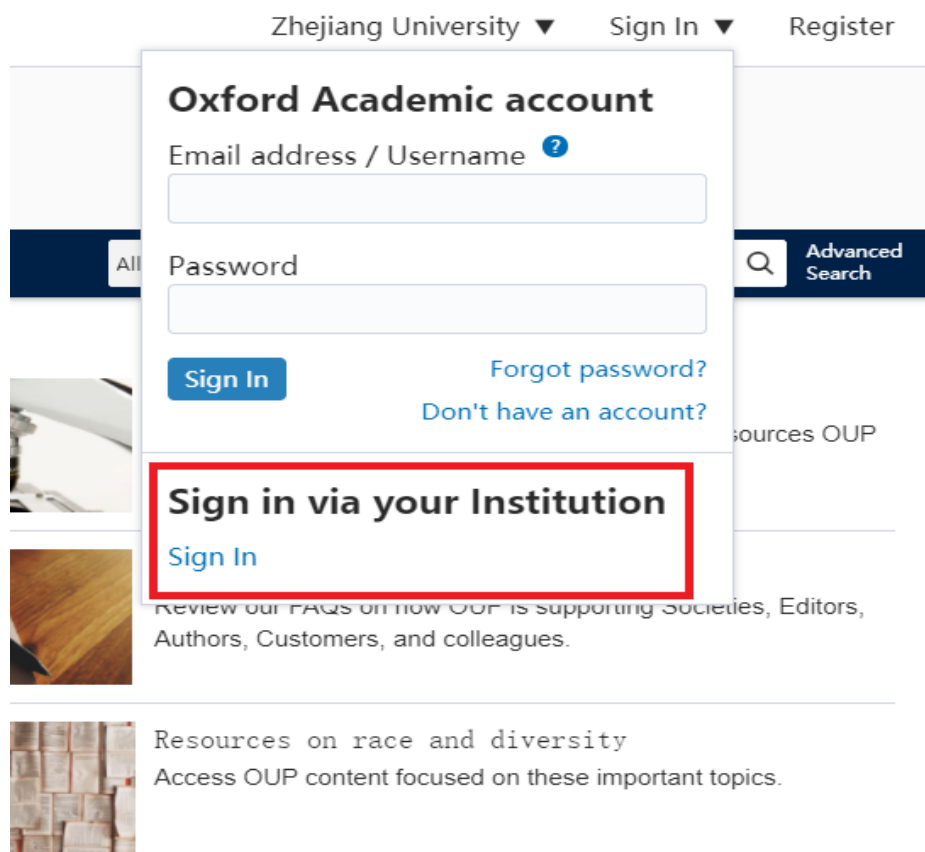 Zhejiang University ▼ Sign In ▼ Register
Oxford Academic account
Email address / Username ?
All
Advanced
Search
Password
Sign In
Forgot password?
Don't have an account?
sources OUP
Sign in via your Institution
Sign In
Review our FAQs on how OUP is supporting Societies, Editors,
Authors, Customers, and colleagues.
Resources on race and diversity
Access OUP content focused on these important topics.